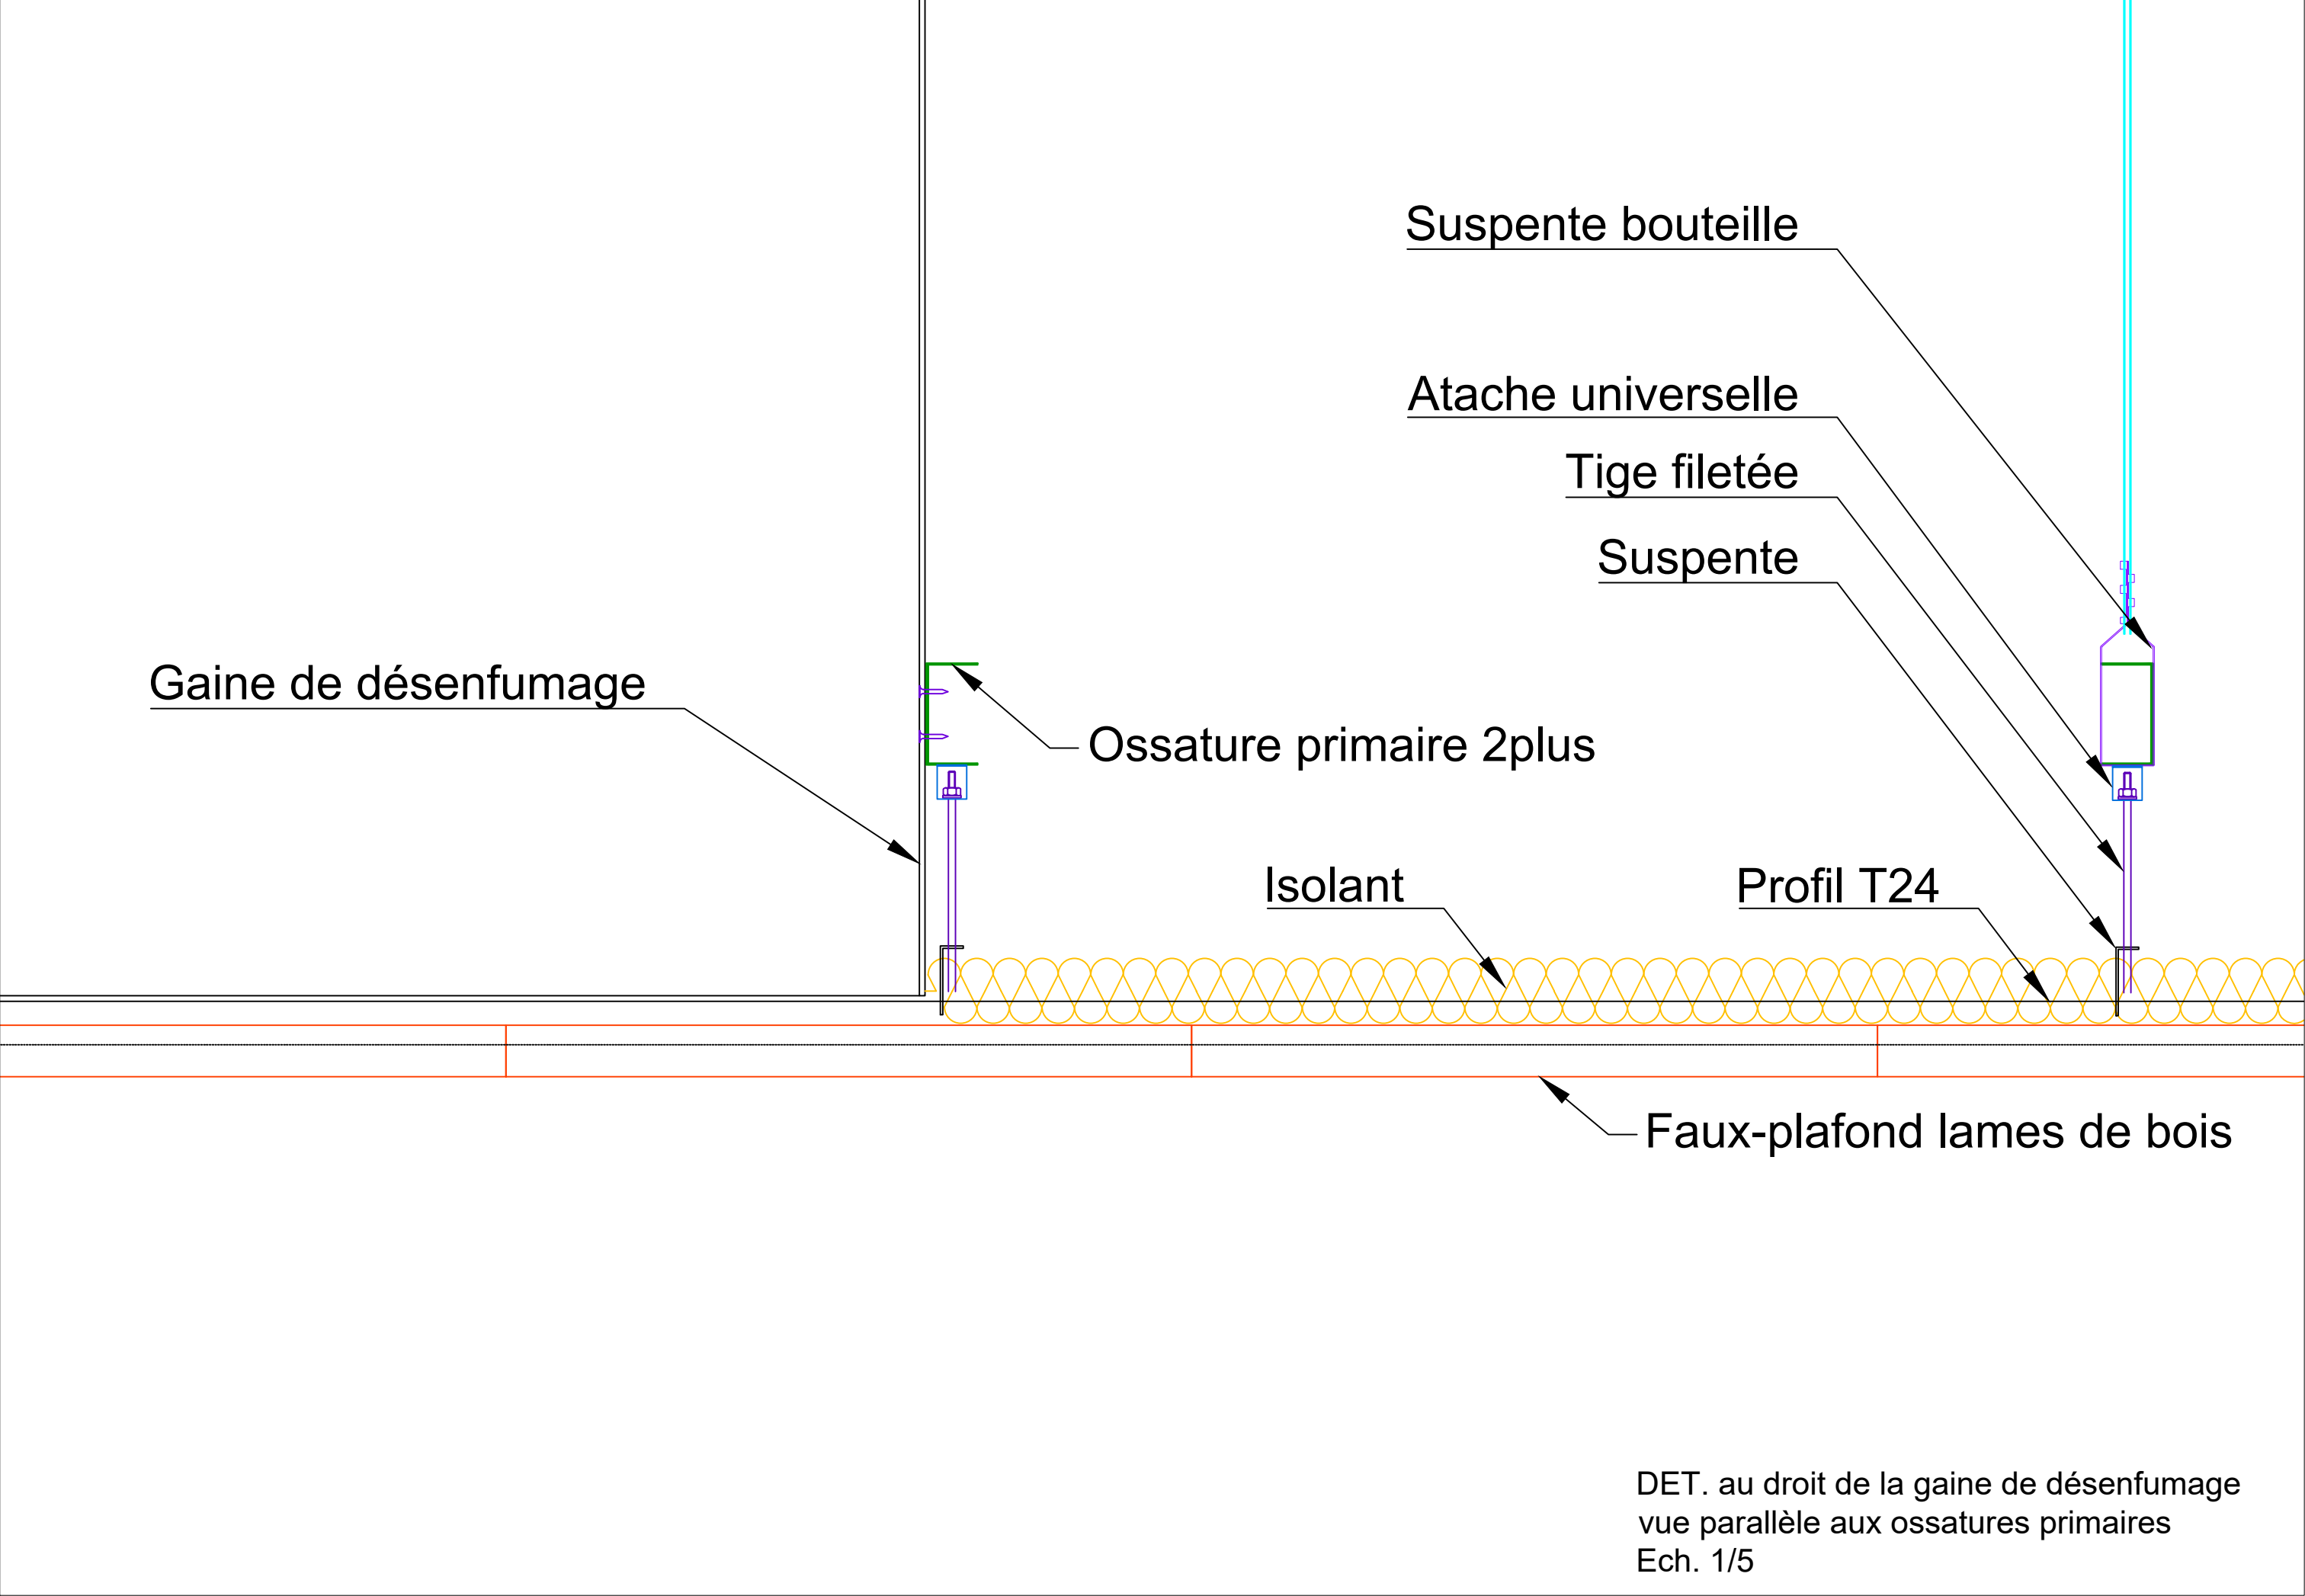 Suspente bouteille
Atache universelle
Tige filetée
Suspente
Gaine de désenfumage
Ossature primaire 2plus
Isolant
Profil T24
Faux-plafond lames de bois
DET. au droit de la gaine de désenfumage
vue parallèle aux ossatures primaires
Ech. 1/5